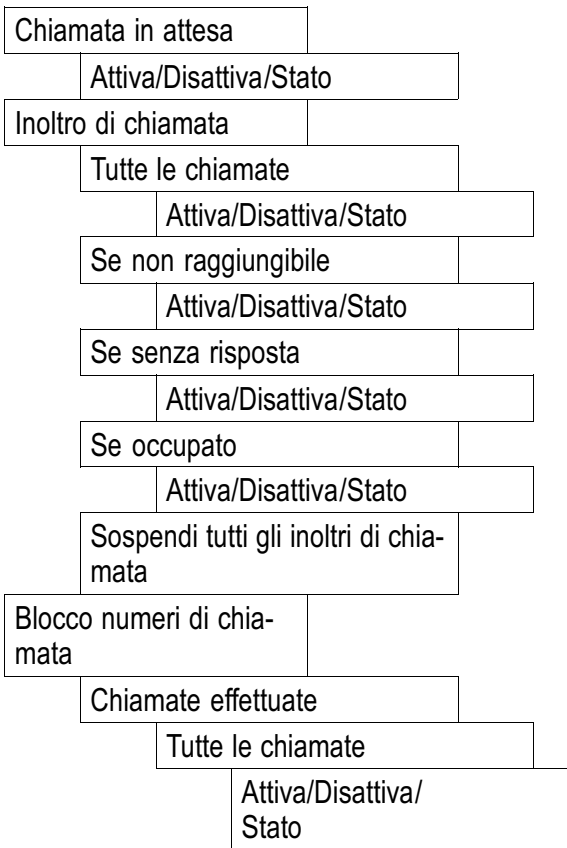 Chiamata in attesa
Attiva/Disattiva/Stato
Inoltro di chiamata
Tutte le chiamate
Attiva/Disattiva/Stato
Se non raggiungibile
Attiva/Disattiva/Stato
Se senza risposta
Attiva/Disattiva/Stato
Se occupato
Attiva/Disattiva/Stato
Sospendi tutti gli inoltri di chia-
mata
Blocco numeri di chia-
mata
Chiamate effettuate
Tutte le chiamate
Attiva/Disattiva/
Stato